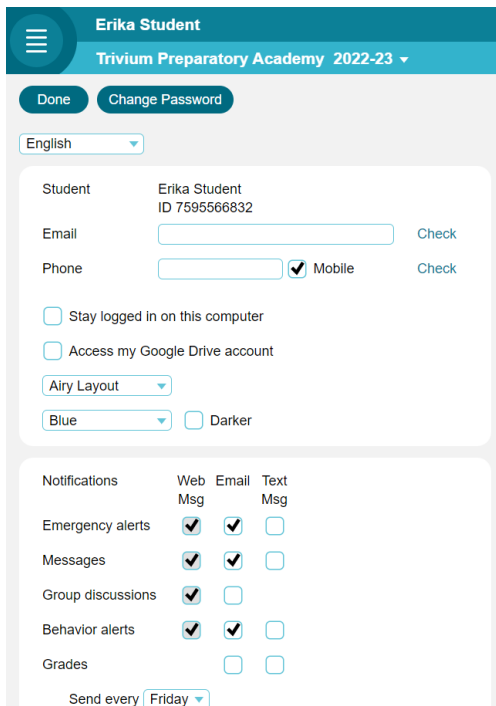 Erika Student
Trivium Preparatory Academy 2022-23
Done Change Password
English
Student Erika Student
ID 7595566832
Email Check
Phone Mobile Check
Stay logged in on this computer
Access my Google Drive account
Airy Layout
Blue Darker
Notifications Web Email Text
Msg Msg
Emergency alerts
Messages
Group discussions
Behavior alerts
Grades
Send every Friday